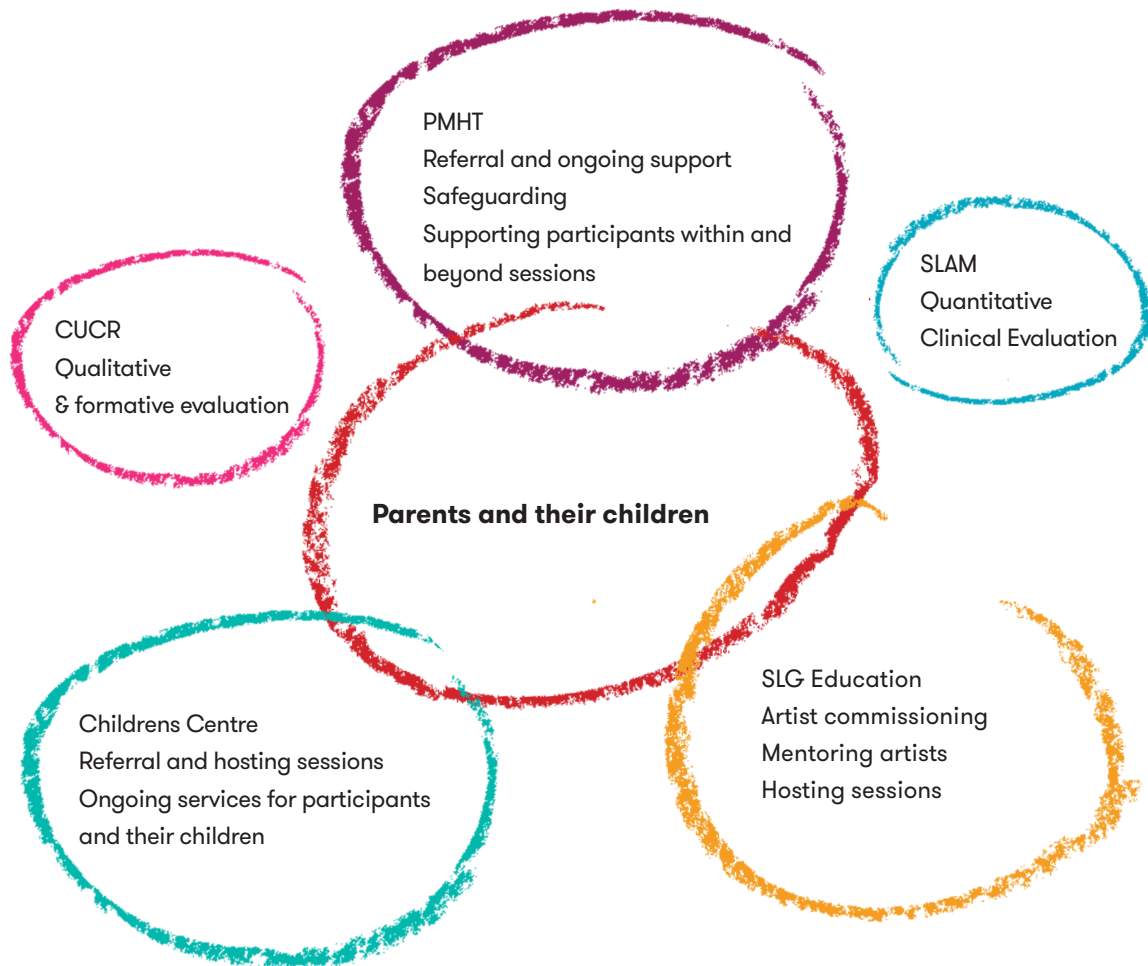 PMHT
Referral and ongoing support
Safeguarding
Supporting participants within and
beyond sessions
CUCR
Qualitative
& formative evaluation
SLAM
Quantitative
Clinical Evaluation
Parents and their children
Childrens Centre
Referral and hosting sessions
Ongoing services for participants
and their children
SLG Education
Artist commissioning
Mentoring artists
Hosting sessions